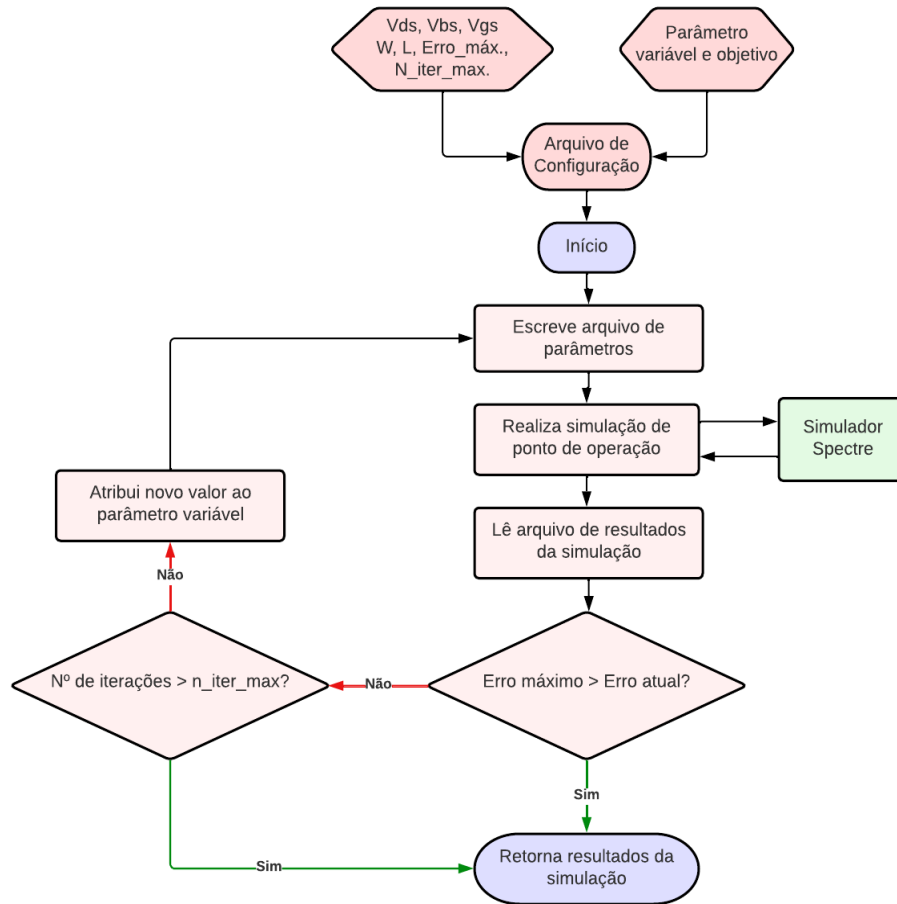 Vds, Vbs, Vgs
W, L, Erro_máx.,
N_iter_max.
Parâmetro
variável e objetivo
Arquivo de
Configuração
Início
Escreve arquivo de
parâmetros
Realiza simulação de
ponto de operação
Simulador
Spectre
Atribui novo valor ao
parâmetro variável
Lê arquivo de resultados
da simulação
Não
Nº de iterações > n_iter_max?
Não
Erro máximo > Erro atual?
Sim
Sim
Retorna resultados da
simulação